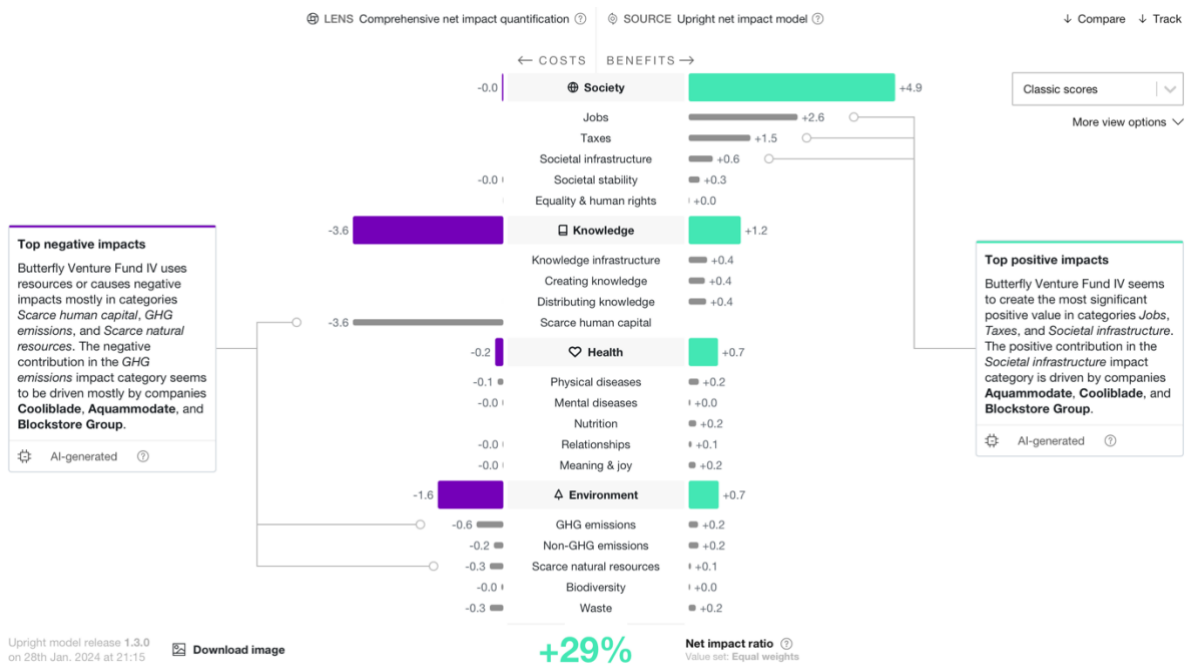 LENS Comprehensive net impact quantification ?
SOURCE Upright net impact model ?
↓ Compare ↓ Track
← COSTS BENEFITS →
Classic scores
More view options
-0.0 Society +4.9
Jobs +2.6
Taxes +1.5
Societal infrastructure +0.6
-0.0 Societal stability +0.3
Equality & human rights +0.0
-3.6 Knowledge +1.2
Knowledge infrastructure +0.4
Creating knowledge +0.4
Distributing knowledge +0.4
-3.6 Scarce human capital
-0.2 Health +0.7
-0.1 Physical diseases +0.2
-0.0 Mental diseases +0.0
Nutrition +0.2
-0.0 Relationships +0.1
-0.0 Meaning & joy +0.2
-1.6 Environment +0.7
-0.6 GHG emissions +0.2
-0.2 Non-GHG emissions +0.2
-0.3 Scarce natural resources +0.1
-0.0 Biodiversity +0.0
-0.3 Waste +0.2
Top negative impacts
Butterfly Venture Fund IV uses
resources or causes negative
impacts mostly in categories
Scarce human capital, GHG
emissions, and Scarce natural
resources. The negative
contribution in the GHG
emissions impact category seems
to be driven mostly by companies
Cooliblade, Aquammodate, and
Blockstore Group.
AI-generated ?
Top positive impacts
Butterfly Venture Fund IV seems
to create the most significant
positive value in categories Jobs,
Taxes, and Societal infrastructure.
The positive contribution in the
Societal infrastructure impact
category is driven by companies
Aquammodate, Cooliblade, and
Blockstore Group.
AI-generated ?
Upright model release 1.3.0
on 28th Jan. 2024 at 21:15
Download image
+29%
Net impact ratio ?
Value set: Equal weights